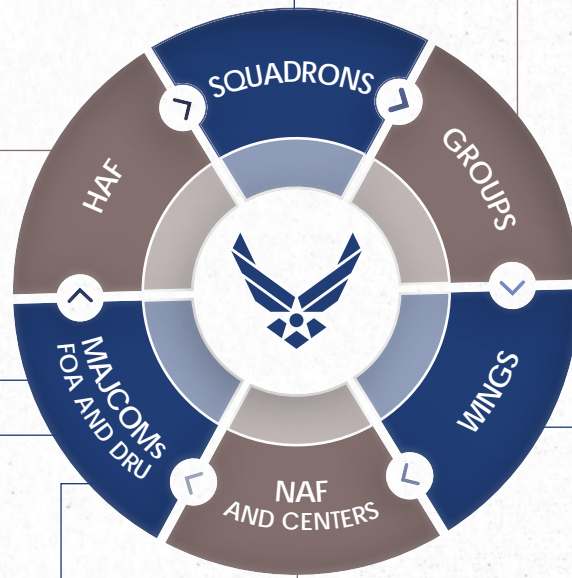 SQUADRONS
GROUPS
WINGS
NAF
AND CENTERS
MAJCOMs
FOA AND DRU
HAF